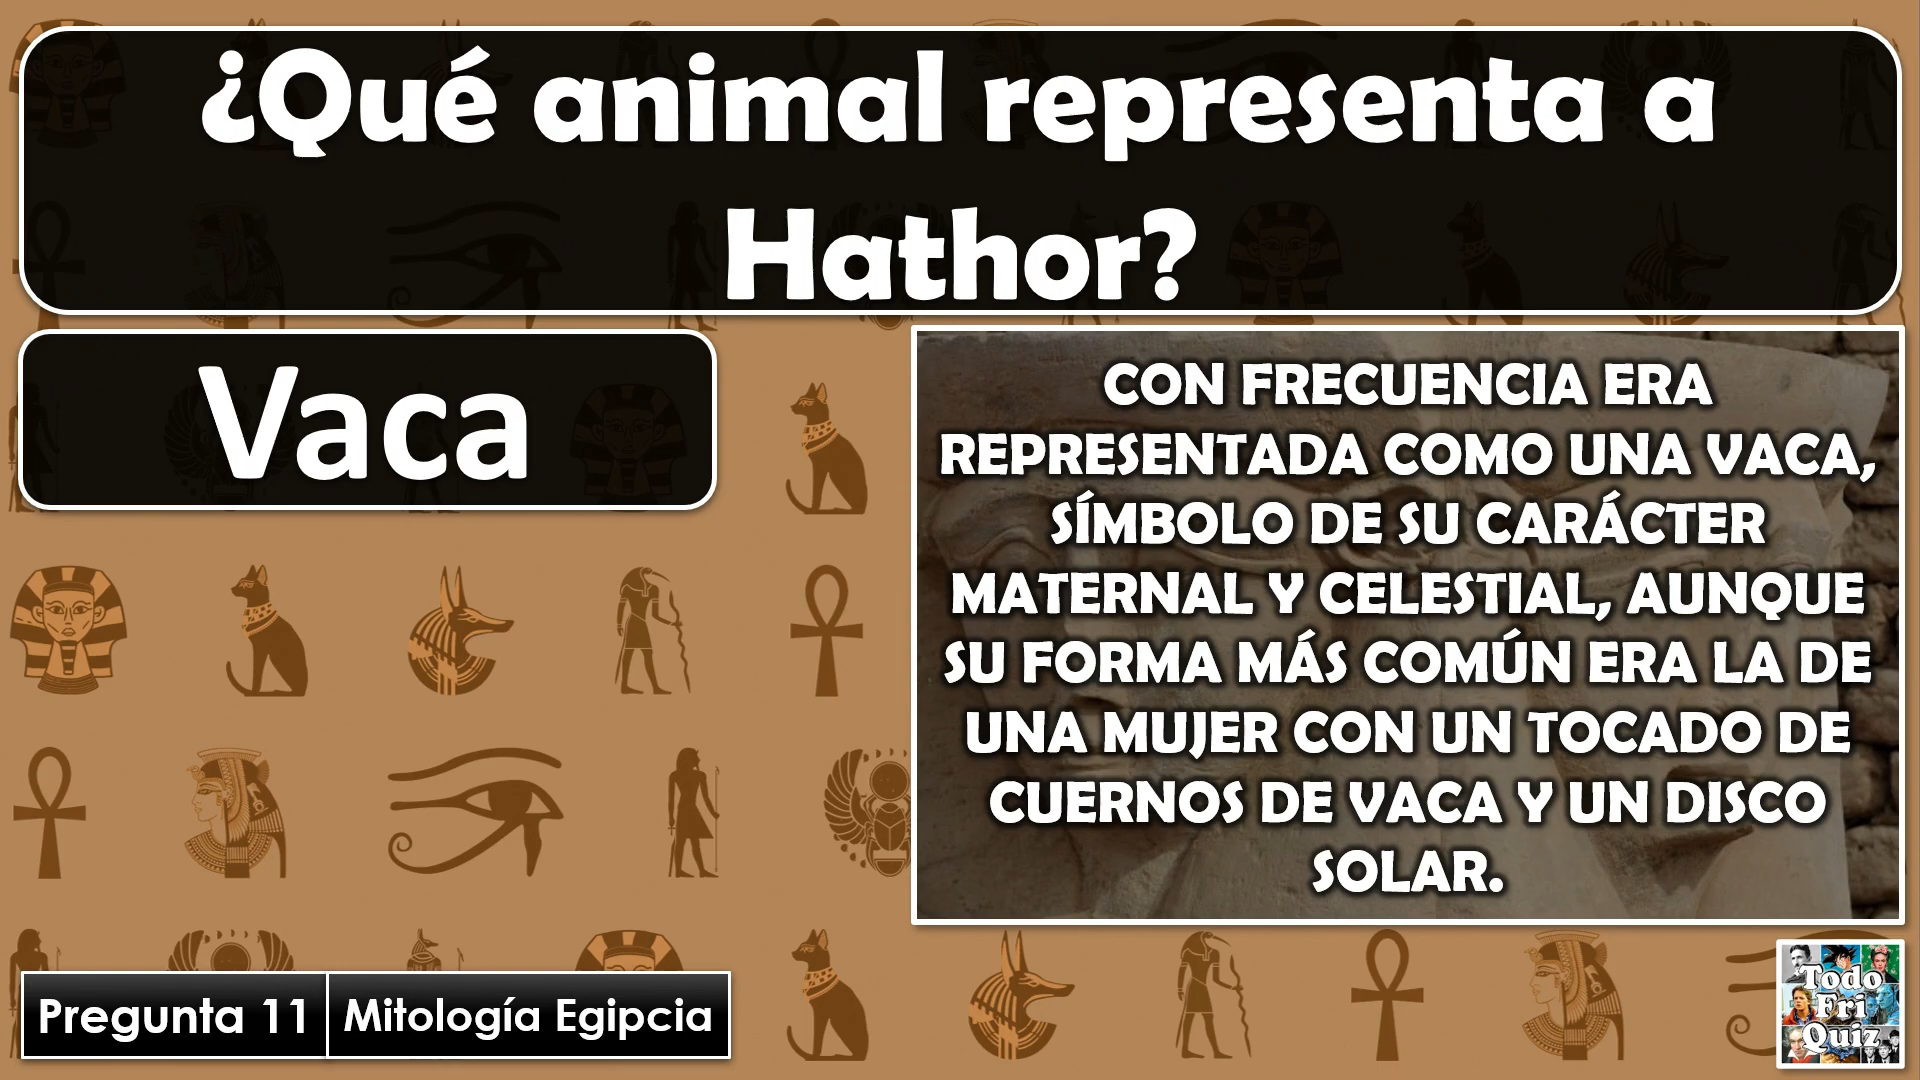 ¿Qué animal representa a
Hathor?
Vaca
CON FRECUENCIA ERA
REPRESENTADA COMO UNA VACA,
SÍMBOLO DE SU CARÁCTER
MATERNAL Y CELESTIAL, AUNQUE
SU FORMA MÁS COMÚN ERA LA DE
UNA MUJER CON UN TOCADO DE
CUERNOS DE VACA Y UN DISCO
SOLAR.
Pregunta 11
Mitología Egipcia
Todo
Fri
Quiz